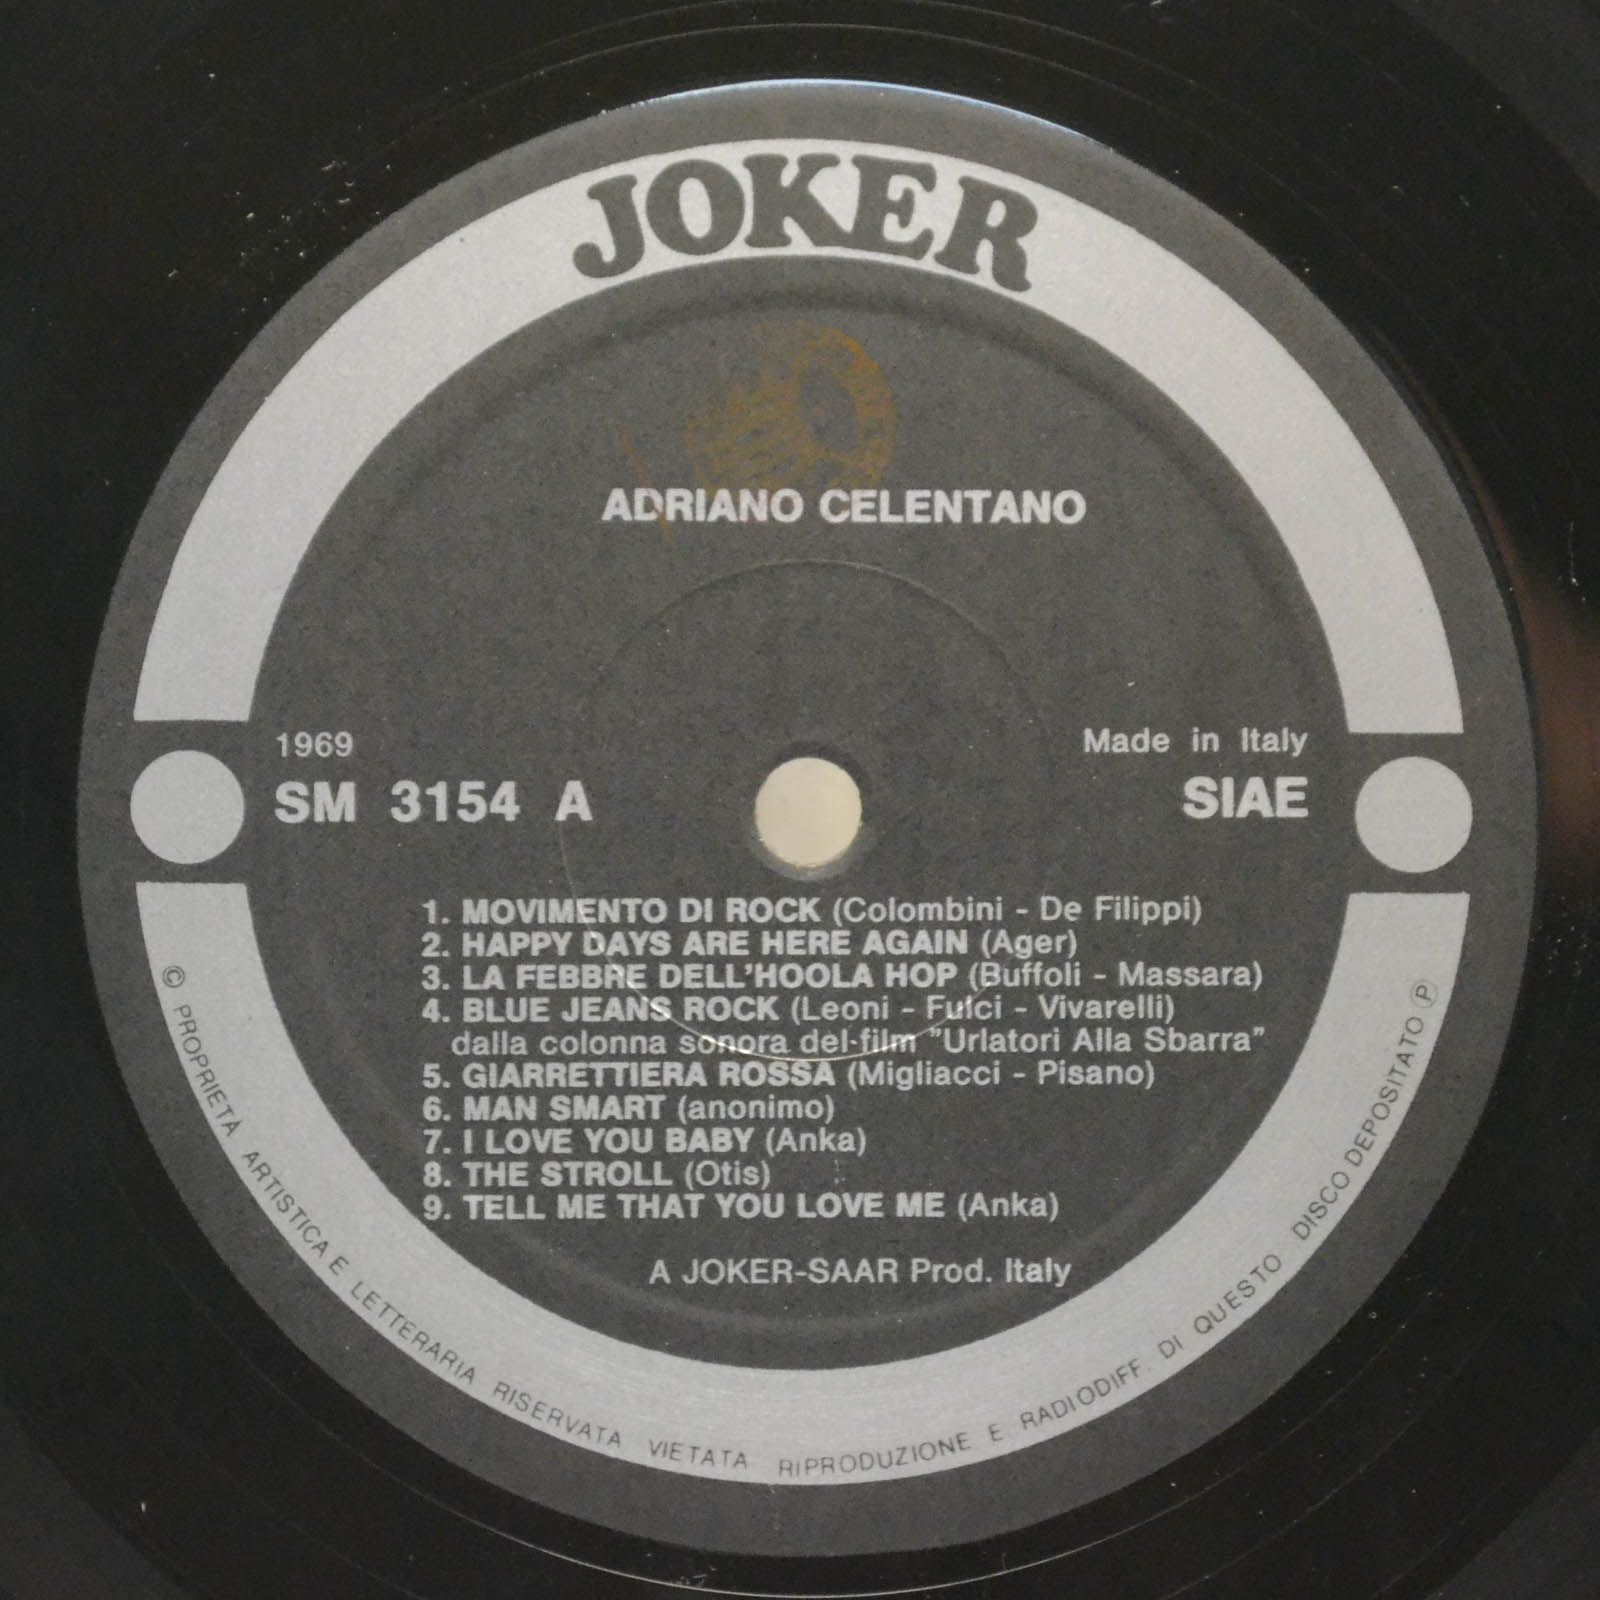 JOKER
ADRIANO CELENTANO
1969
Made in Italy
SM 3154 A
SIAE
1. MOVIMENTO DI ROCK (Colombini - De Filippi)
2. HAPPY DAYS ARE HERE AGAIN (Ager)
3. LA FEBBRE DELL'HOOLA HOP (Buffoli - Massara)
4. BLUE JEANS ROCK (Leoni - Fulci - Vivarelli)
dalla colonna sonora del film "Urlatori Alla Sbarra"
5. GIARRETTIERA ROSSA (Migliacci - Pisano)
6. MAN SMART (anonimo)
7. I LOVE YOU BABY (Anka)
8. THE STROLL (Otis)
9. TELL ME THAT YOU LOVE ME (Anka)
A JOKER-SAAR Prod. Italy
© PROPRIETÀ ARTISTICA E LETTERARIA RISERVATA VIETATA RIPRODUZIONE E RADIODIFF. DI QUESTO DISCO DEPOSITATO ℗